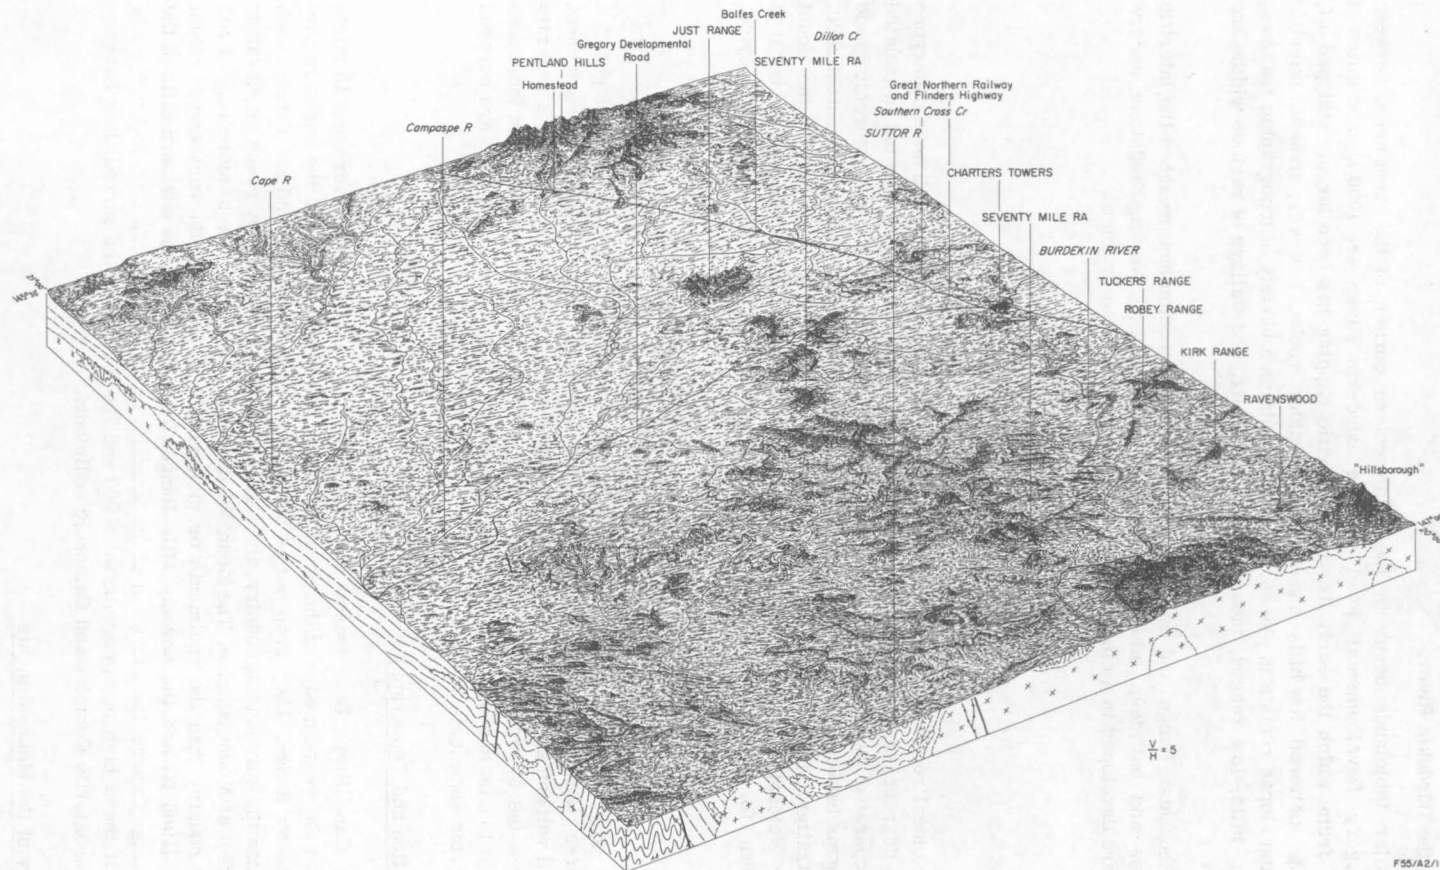 Balfes Creek
JUST RANGE
Dillon Cr
Gregory Developmental
Road
PENTLAND HILLS
SEVENTY MILE RA
Homestead
Great Northern Railway
and Flinders Highway
Southern Cross Cr
Campaspe R
SUTTOR R
Cape R
CHARTERS TOWERS
SEVENTY MILE RA
BURDEKIN RIVER
TUCKERS RANGE
ROBEY RANGE
KIRK RANGE
RAVENSWOOD
"Hillsborough"
V/H = 5
F55/A2/1